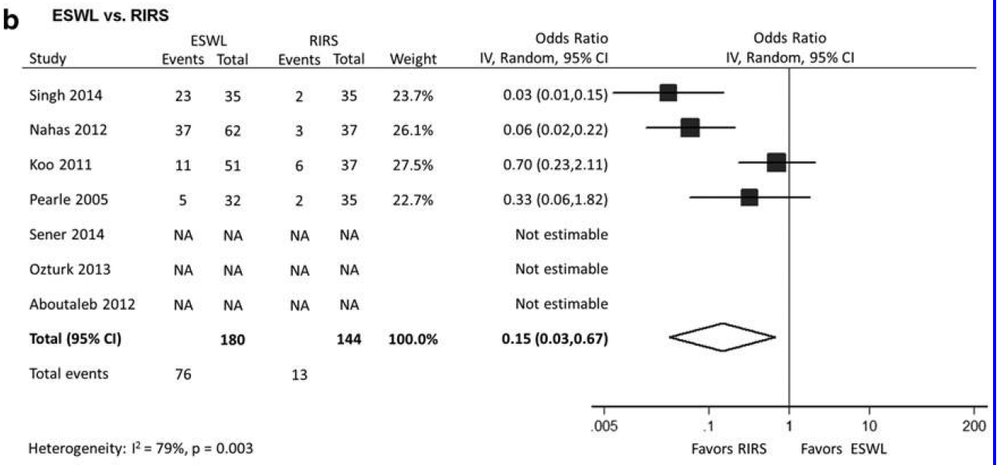 b ESWL vs. RIRS
ESWL RIRS Odds Ratio Odds Ratio
Study Events Total Events Total Weight IV, Random, 95% CI IV, Random, 95% CI
Singh 2014 23 35 2 35 23.7% 0.03 (0.01,0.15)
Nahas 2012 37 62 3 37 26.1% 0.06 (0.02,0.22)
Koo 2011 11 51 6 37 27.5% 0.70 (0.23,2.11)
Pearle 2005 5 32 2 35 22.7% 0.33 (0.06,1.82)
Sener 2014 NA NA NA NA Not estimable
Ozturk 2013 NA NA NA NA Not estimable
Aboutaleb 2012 NA NA NA NA Not estimable
Total (95% CI) 180 144 100.0% 0.15 (0.03,0.67)
Total events 76 13
.005 .1 1 10 200
Heterogeneity: I² = 79%, p = 0.003 Favors RIRS Favors ESWL